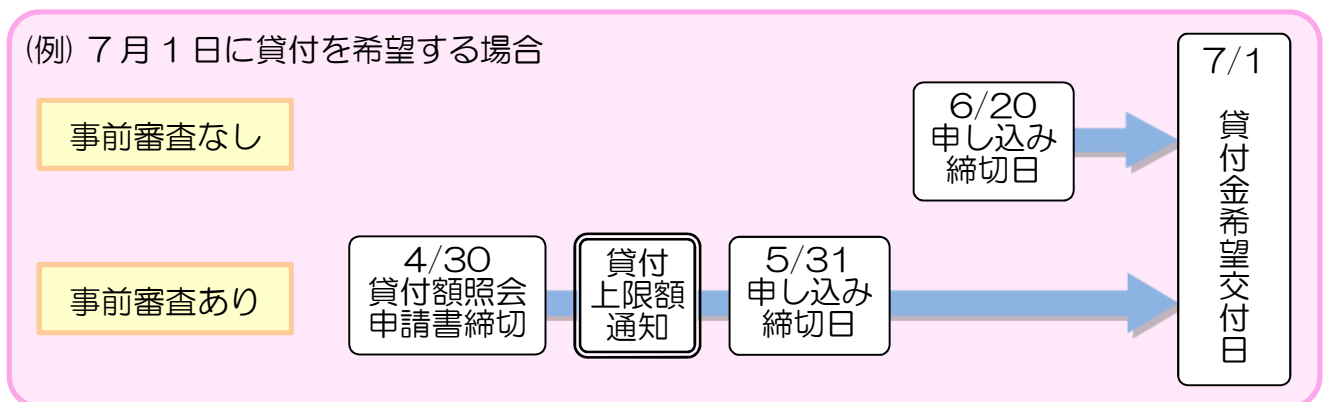 (例) 7月1日に貸付を希望する場合
事前審査なし
6/20
申し込み
締切日
7/1
貸付金希望交付日
事前審査あり
4/30
貸付額照会
申請書締切
貸付
上限額
通知
5/31
申し込み
締切日